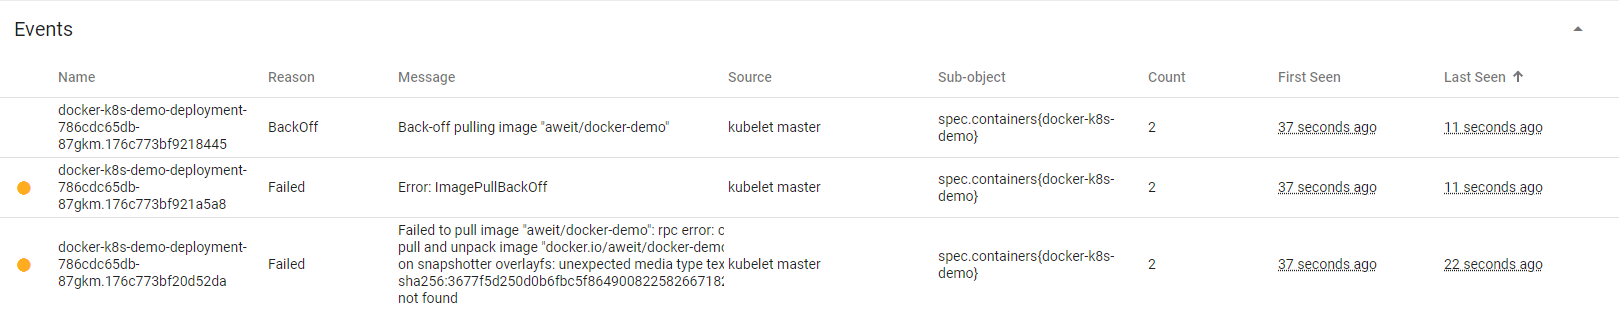 Events
Name Reason Message Source Sub-object Count First Seen Last Seen
docker-k8s-demo-deployment-
786cdc65db-
87gkm.176c773bf9218445
BackOff
Back-off pulling image "aweit/docker-demo"
kubelet master
spec.containers{docker-k8s-
demo}
2
37 seconds ago
11 seconds ago
docker-k8s-demo-deployment-
786cdc65db-
87gkm.176c773bf921a5a8
Failed
Error: ImagePullBackOff
kubelet master
spec.containers{docker-k8s-
demo}
2
37 seconds ago
11 seconds ago
docker-k8s-demo-deployment-
786cdc65db-
87gkm.176c773bf20d52da
Failed
Failed to pull image "aweit/docker-demo": rpc error: c
pull and unpack image "docker.io/aweit/docker-demo
on snapshotter overlayfs: unexpected media type tex
sha256:3677f5d250d0b6fbc5f864900822582667182
not found
kubelet master
spec.containers{docker-k8s-
demo}
2
37 seconds ago
22 seconds ago